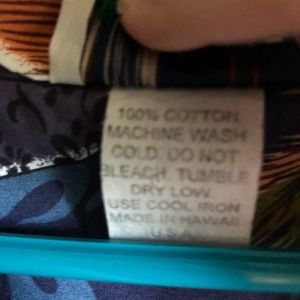 100% COTTON
MACHINE WASH
COLD. DO NOT
BLEACH. TUMBLE
DRY LOW.
USE COOL IRON
MADE IN HAWAII
U.S.A.